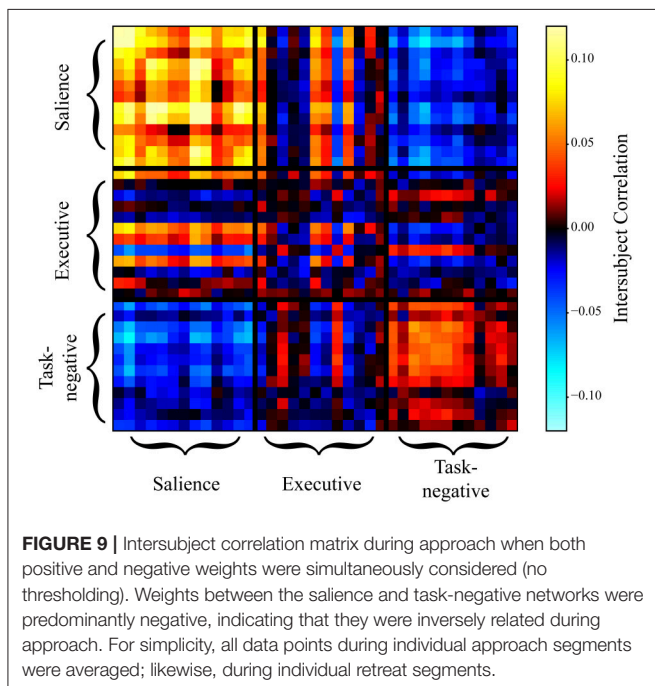 Salience
Executive
Task-
negative
Salience
Executive
Task-
negative
0.10
0.05
0.00
−0.05
−0.10
Intersubject Correlation
FIGURE 9 | Intersubject correlation matrix during approach when both
positive and negative weights were simultaneously considered (no
thresholding). Weights between the salience and task-negative networks were
predominantly negative, indicating that they were inversely related during
approach. For simplicity, all data points during individual approach segments
were averaged; likewise, during individual retreat segments.